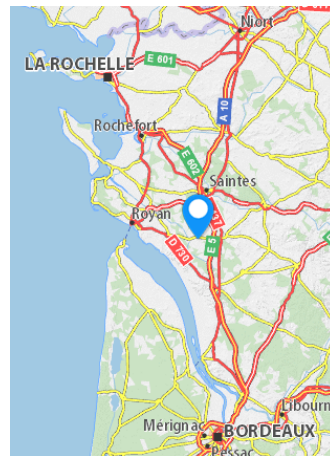 Niort
E 601
LA ROCHELLE
A 10
Rochefort
E 602
Saintes
Royan
E 5
D 730
Libourn
Mérignac
BORDEAUX
Pessac